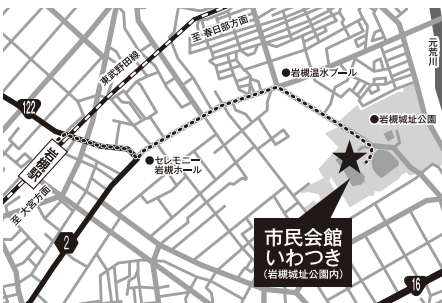 至春日部方面
東武野田線
元荒川
岩槻温水プール
122
岩槻城址公園
岩槻駅
セレモニー
岩槻ホール
至大宮方面
2
市民会館
いわつき
(岩槻城址公園内)
16